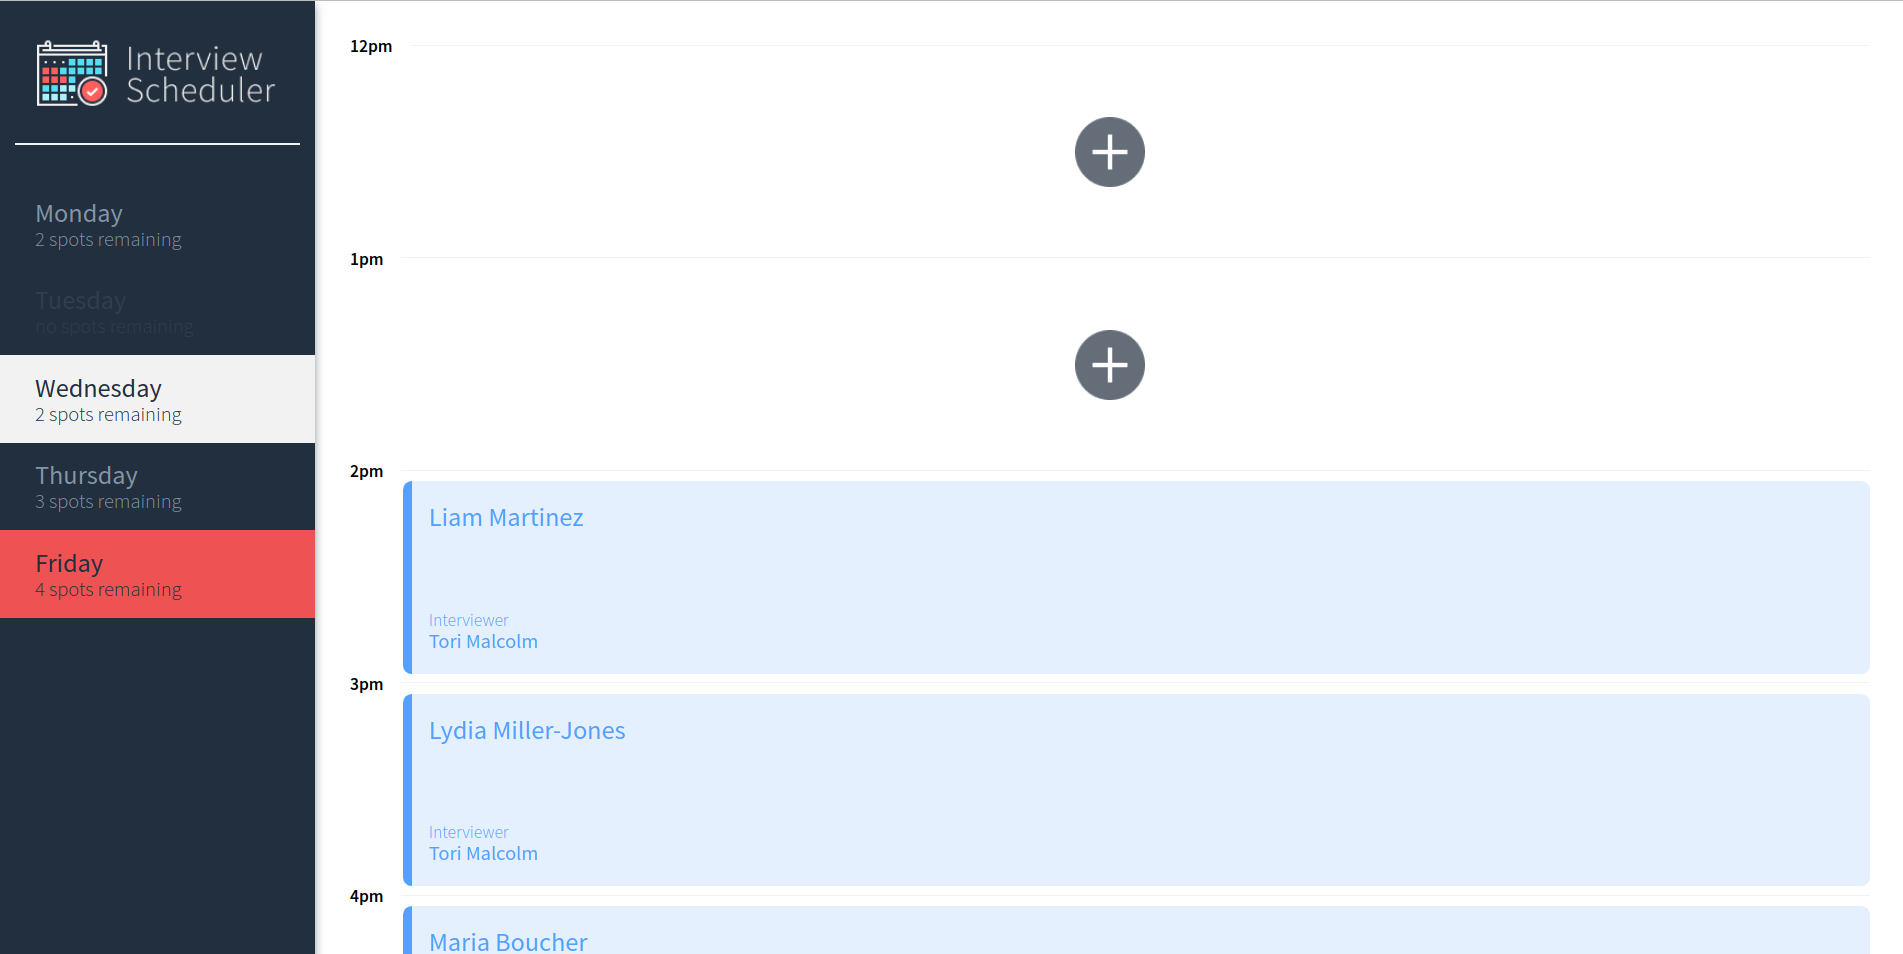 Interview
Scheduler
Monday
2 spots remaining
Tuesday
no spots remaining
Wednesday
2 spots remaining
Thursday
3 spots remaining
Friday
4 spots remaining
12pm
1pm
2pm
Liam Martinez
Interviewer
Tori Malcolm
3pm
Lydia Miller-Jones
Interviewer
Tori Malcolm
4pm
Maria Boucher